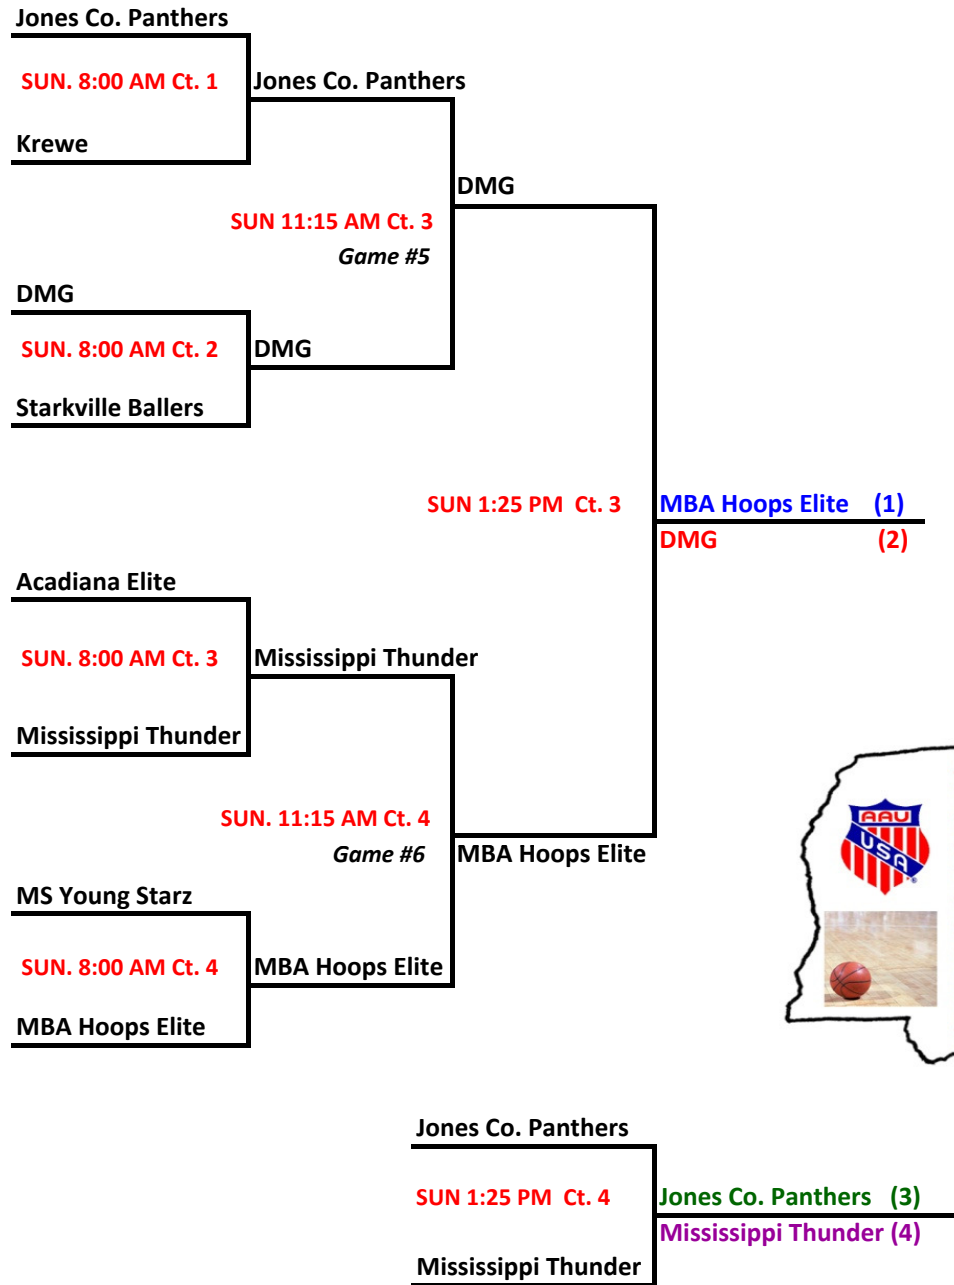 Jones Co. Panthers
SUN. 8:00 AM Ct. 1
Jones Co. Panthers
Krewe
DMG
SUN 11:15 AM Ct. 3
Game #5
DMG
SUN. 8:00 AM Ct. 2
DMG
Starkville Ballers
SUN 1:25 PM  Ct. 3
MBA Hoops Elite (1)
DMG (2)
Acadiana Elite
SUN. 8:00 AM Ct. 3
Mississippi Thunder
Mississippi Thunder
SUN. 11:15 AM Ct. 4
Game #6
MBA Hoops Elite
MS Young Starz
SUN. 8:00 AM Ct. 4
MBA Hoops Elite
MBA Hoops Elite
AAU
USA
Jones Co. Panthers
SUN 1:25 PM  Ct. 4
Jones Co. Panthers (3)
Mississippi Thunder (4)
Mississippi Thunder